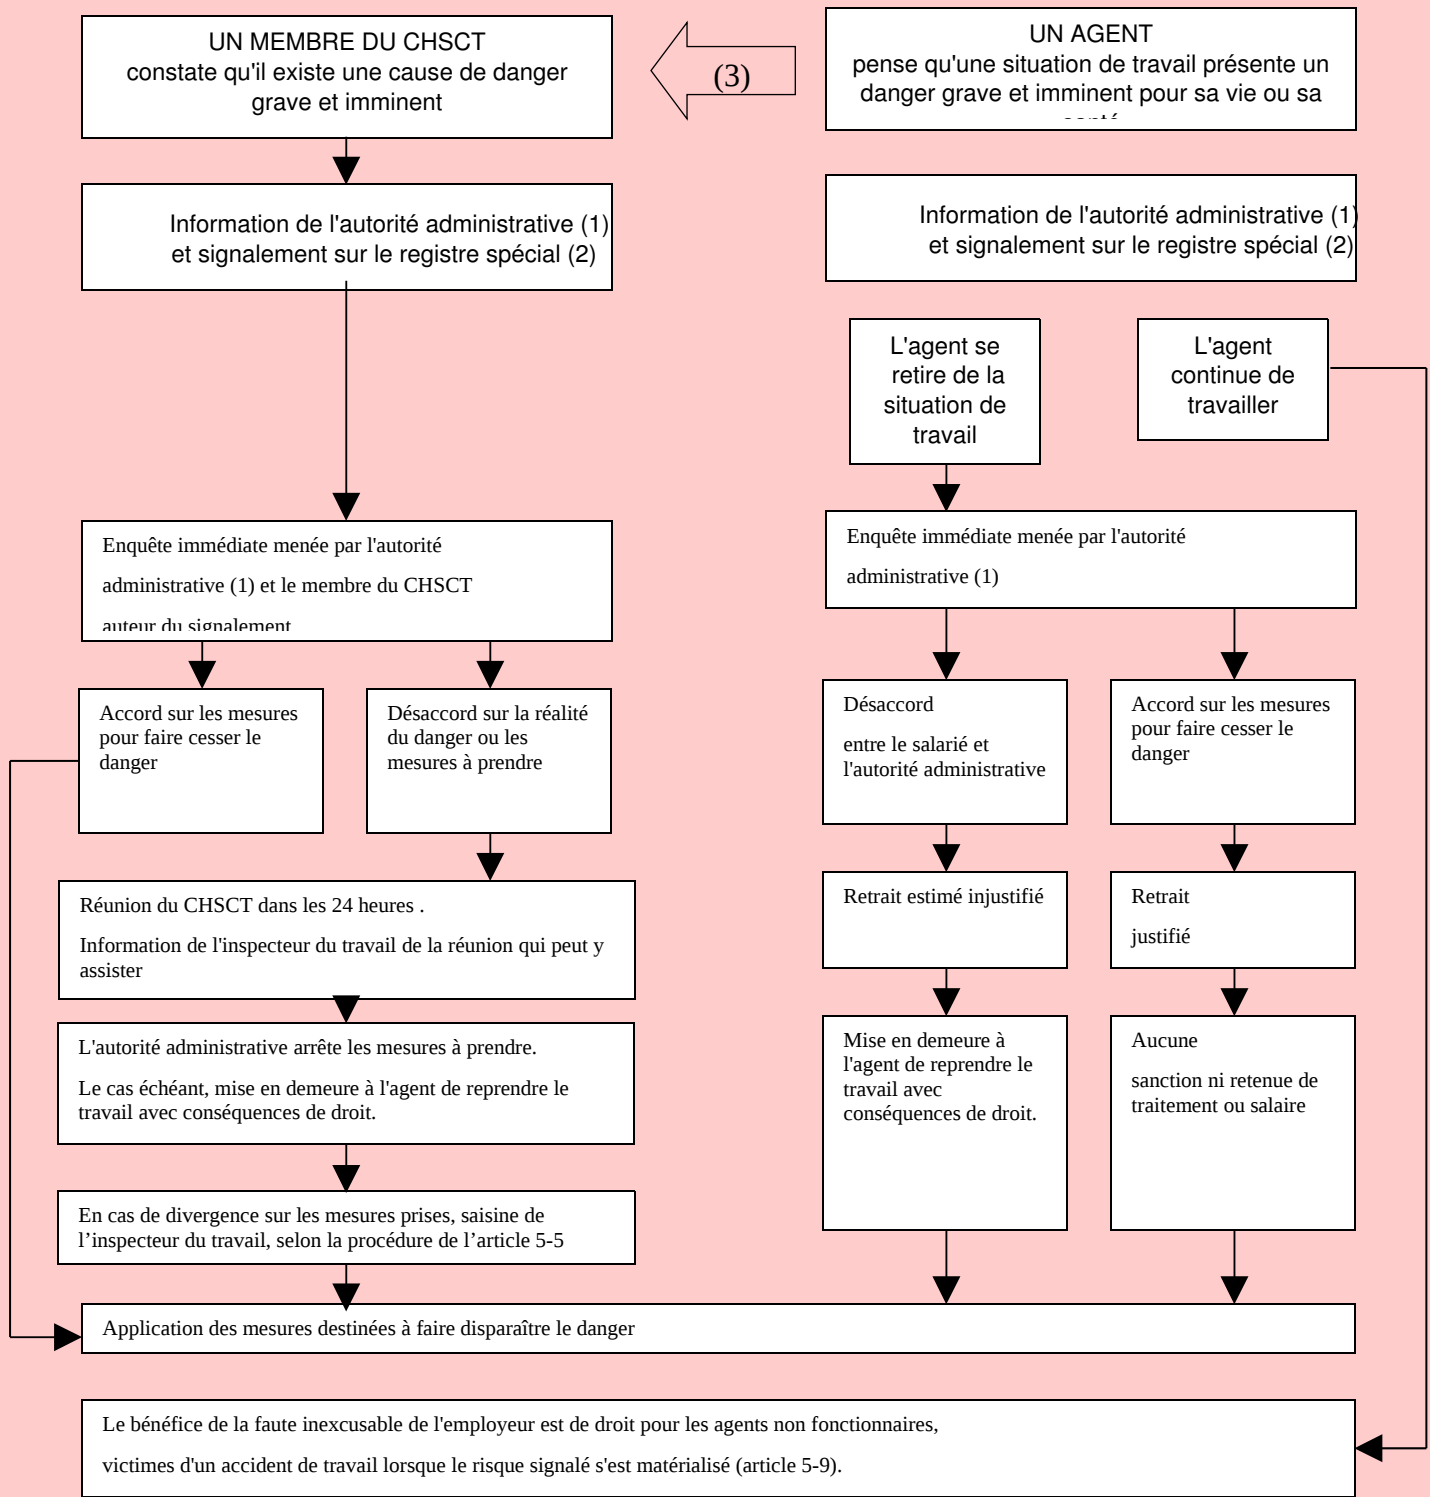 UN MEMBRE DU CHSCT
constate qu'il existe une cause de danger
grave et imminent
(3)
UN AGENT
pense qu'une situation de travail présente un
danger grave et imminent pour sa vie ou sa
santé
Information de l'autorité administrative (1)
et signalement sur le registre spécial (2)
Information de l'autorité administrative (1)
et signalement sur le registre spécial (2)
L'agent se
retire de la
situation de
travail
L'agent
continue de
travailler
Enquête immédiate menée par l'autorité
administrative (1) et le membre du CHSCT
auteur du signalement
Enquête immédiate menée par l'autorité
administrative (1)
Accord sur les mesures
pour faire cesser le
danger
Désaccord sur la réalité
du danger ou les
mesures à prendre
Désaccord
entre le salarié et
l'autorité administrative
Accord sur les mesures
pour faire cesser le
danger
Réunion du CHSCT dans les 24 heures .
Information de l'inspecteur du travail de la réunion qui peut y
assister
Retrait estimé injustifié
Retrait
justifié
L'autorité administrative arrête les mesures à prendre.
Le cas échéant, mise en demeure à l'agent de reprendre le
travail avec conséquences de droit.
Mise en demeure à
l'agent de reprendre le
travail avec
conséquences de droit.
Aucune
sanction ni retenue de
traitement ou salaire
En cas de divergence sur les mesures prises, saisine de
l’inspecteur du travail, selon la procédure de l’article 5-5
Application des mesures destinées à faire disparaître le danger
Le bénéfice de la faute inexcusable de l'employeur est de droit pour les agents non fonctionnaires,
victimes d'un accident de travail lorsque le risque signalé s'est matérialisé (article 5-9).